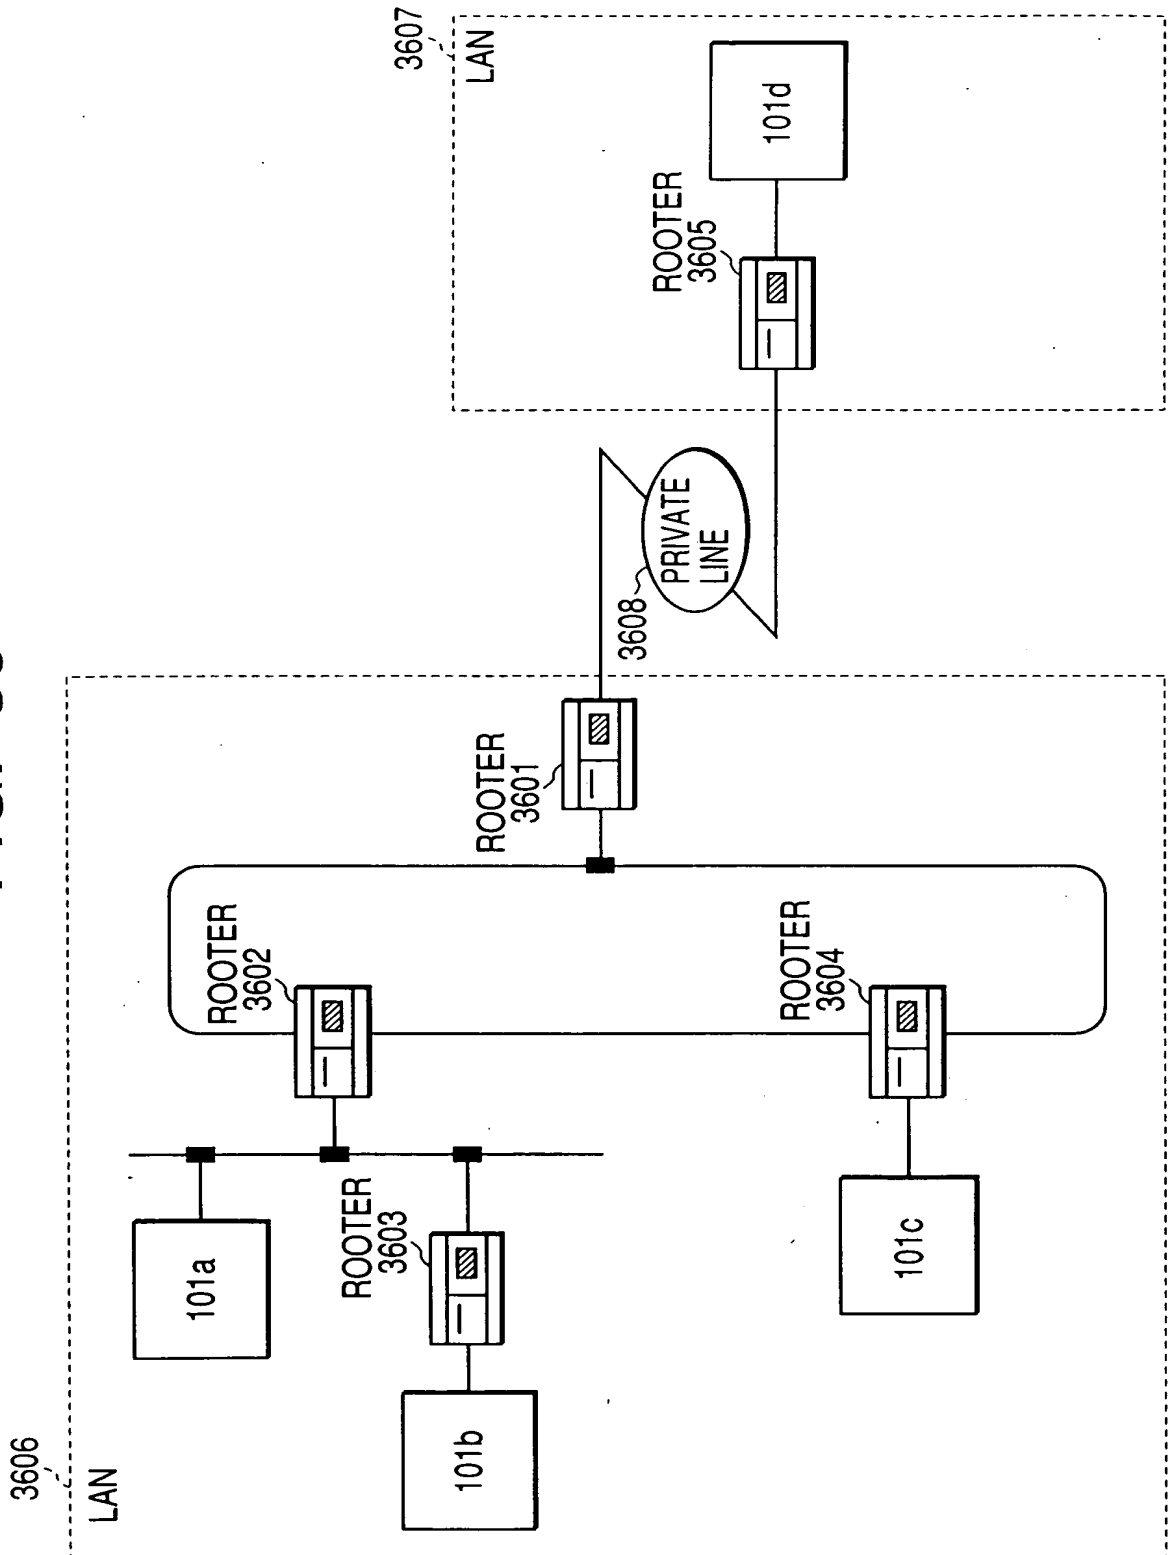 3606
LAN
101a
101b
ROOTER
3603
ROOTER
3602
101c
ROOTER
3604
ROOTER
3601
3608
PRIVATE
LINE
3607
LAN
ROOTER
3605
101d